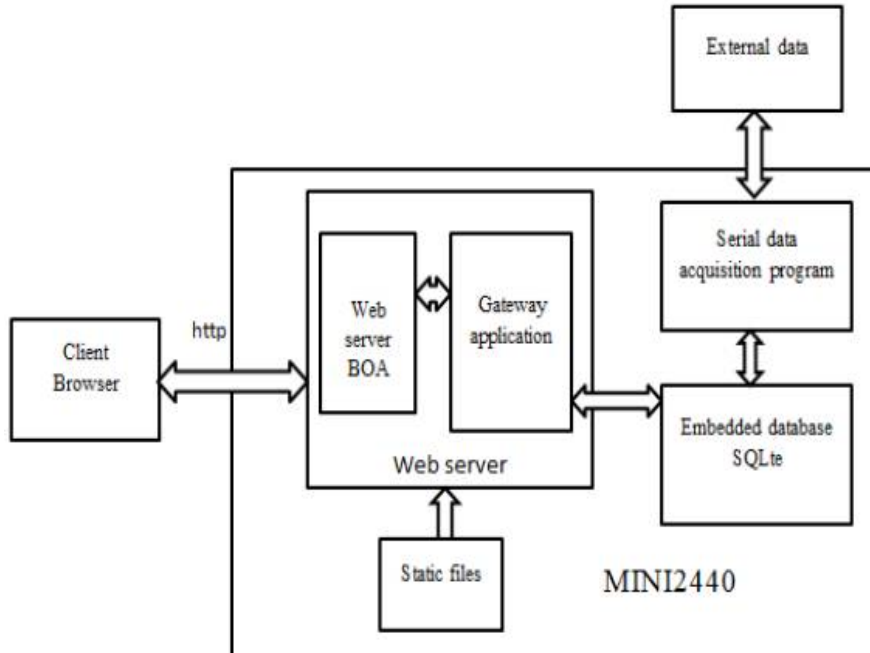 External data
Serial data
acquisition program
Web
server
BOA
Gateway
application
http
Client
Browser
Embedded database
SQLte
Web server
Static files
MINI2440